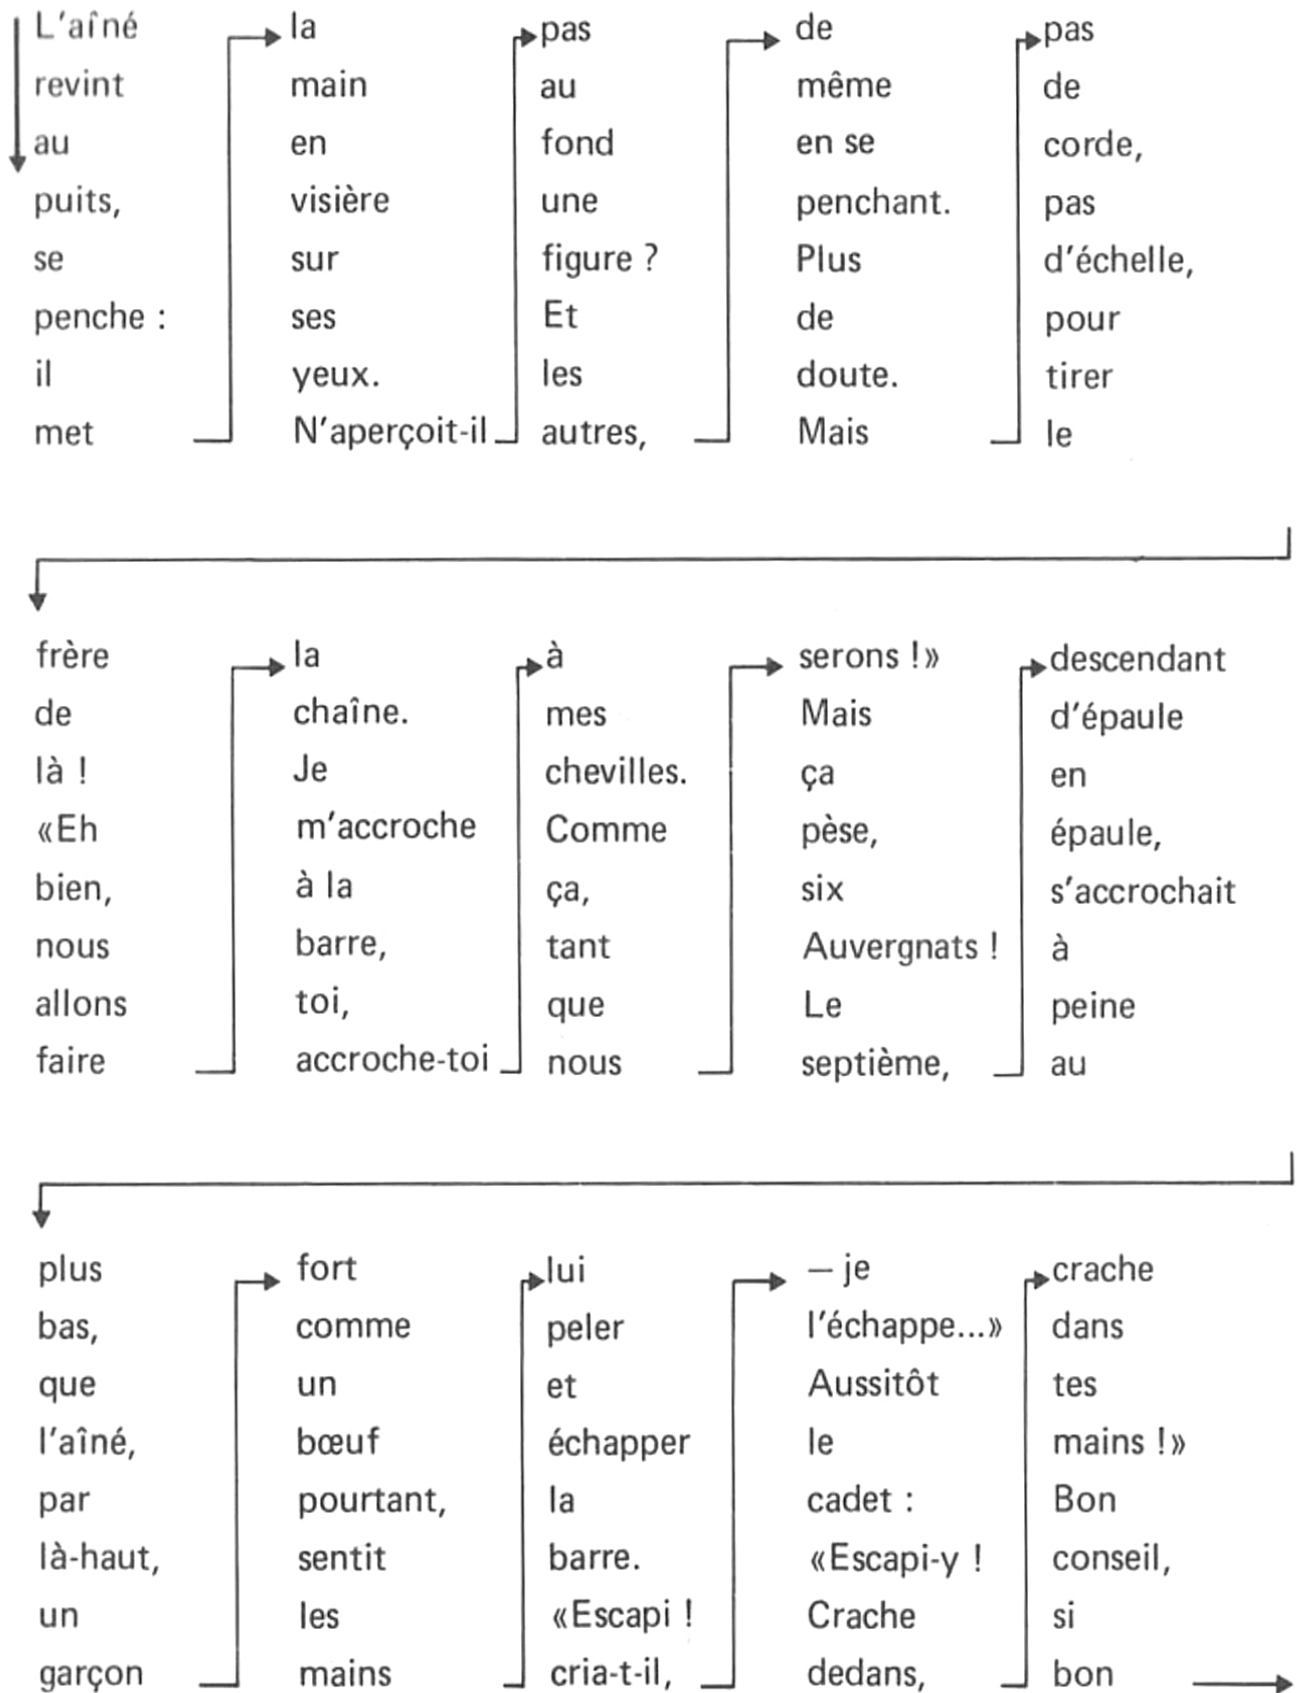 L'aîné
revint
au
puits,
se
penche :
il
met
la
main
en
visière
sur
ses
yeux.
N'aperçoit-il
pas
au
fond
une
figure ?
Et
les
autres,
de
même
en se
penchant.
Plus
de
doute.
Mais
pas
de
corde,
pas
d'échelle,
pour
tirer
le
frère
de
là !
«Eh
bien,
nous
allons
faire
la
chaîne.
Je
m'accroche
à la
barre,
toi,
accroche-toi
à
mes
chevilles.
Comme
ça,
tant
que
nous
serons !»
Mais
ça
pèse,
six
Auvergnats !
Le
septième,
descendant
d'épaule
en
épaule,
s'accrochait
à
peine
au
plus
bas,
que
l'aîné,
par
là-haut,
un
garçon
fort
comme
un
bœuf
pourtant,
sentit
les
mains
lui
peler
et
échapper
la
barre.
«Escapi !
cria-t-il,
— je
l'échappe...»
Aussitôt
le
cadet :
«Escapi-y !
Crache
dedans,
crache
dans
tes
mains !»
Bon
conseil,
si
bon